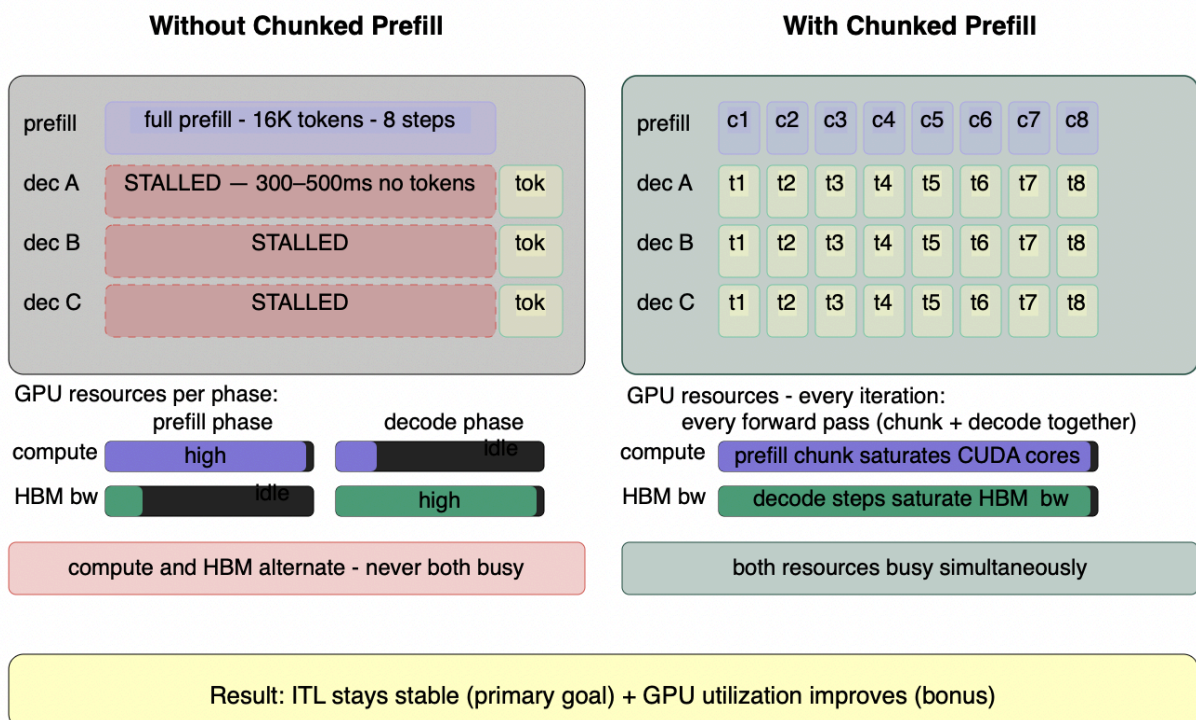 Without Chunked Prefill
prefill
full prefill - 16K tokens - 8 steps
dec A
STALLED — 300–500ms no tokens
tok
dec B
STALLED
tok
dec C
STALLED
tok
GPU resources per phase:
prefill phase
decode phase
compute
high
idle
HBM bw
idle
high
compute and HBM alternate - never both busy
With Chunked Prefill
prefill
c1 c2 c3 c4 c5 c6 c7 c8
dec A
t1 t2 t3 t4 t5 t6 t7 t8
dec B
t1 t2 t3 t4 t5 t6 t7 t8
dec C
t1 t2 t3 t4 t5 t6 t7 t8
GPU resources - every iteration:
every forward pass (chunk + decode together)
compute
prefill chunk saturates CUDA cores
HBM bw
decode steps saturate HBM bw
both resources busy simultaneously
Result: ITL stays stable (primary goal) + GPU utilization improves (bonus)